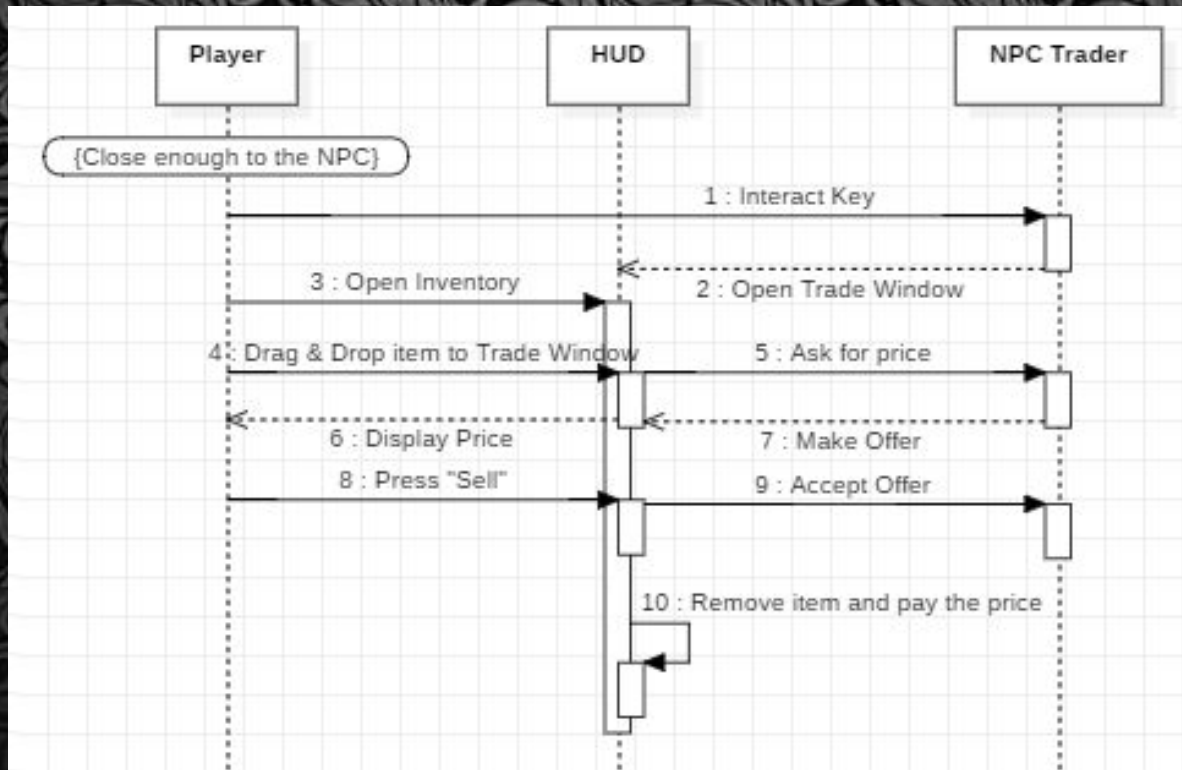 Player
HUD
NPC Trader
{Close enough to the NPC}
1 : Interact Key
3 : Open Inventory
2 : Open Trade Window
4 : Drag & Drop item to Trade Window
5 : Ask for price
6 : Display Price
7 : Make Offer
8 : Press "Sell"
9 : Accept Offer
10 : Remove item and pay the price